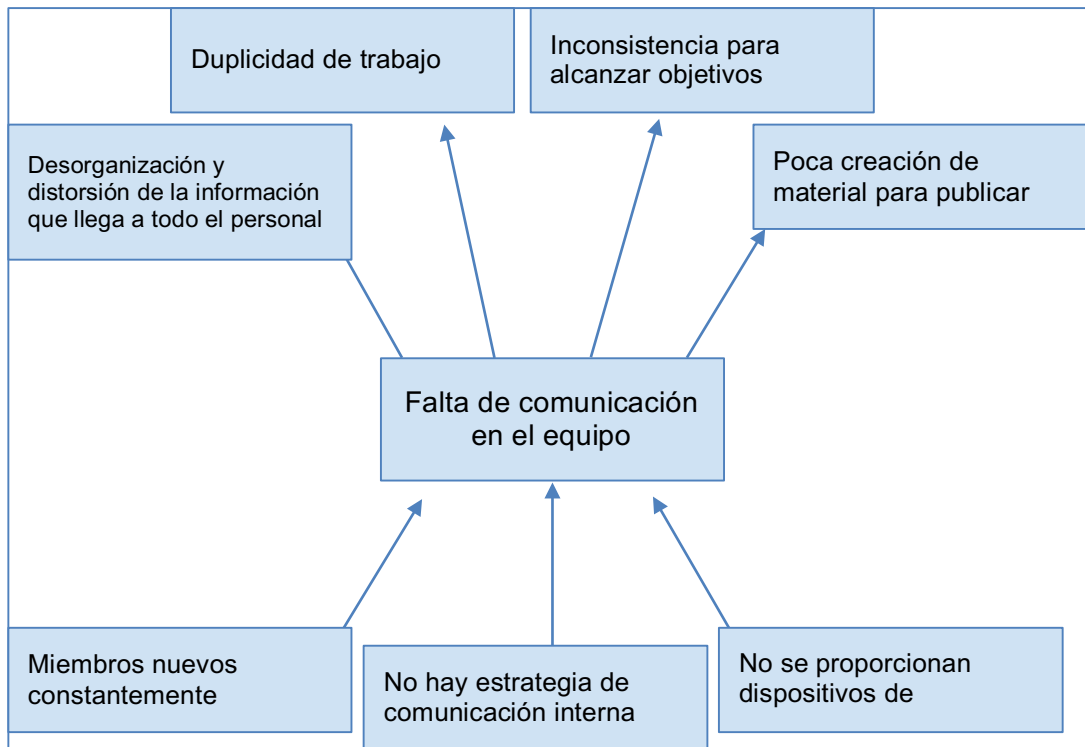 Duplicidad de trabajo
Inconsistencia para
alcanzar objetivos
Desorganización y
distorsión de la información
que llega a todo el personal
Poca creación de
material para publicar
Falta de comunicación
en el equipo
Miembros nuevos
constantemente
No hay estrategia de
comunicación interna
No se proporcionan
dispositivos de